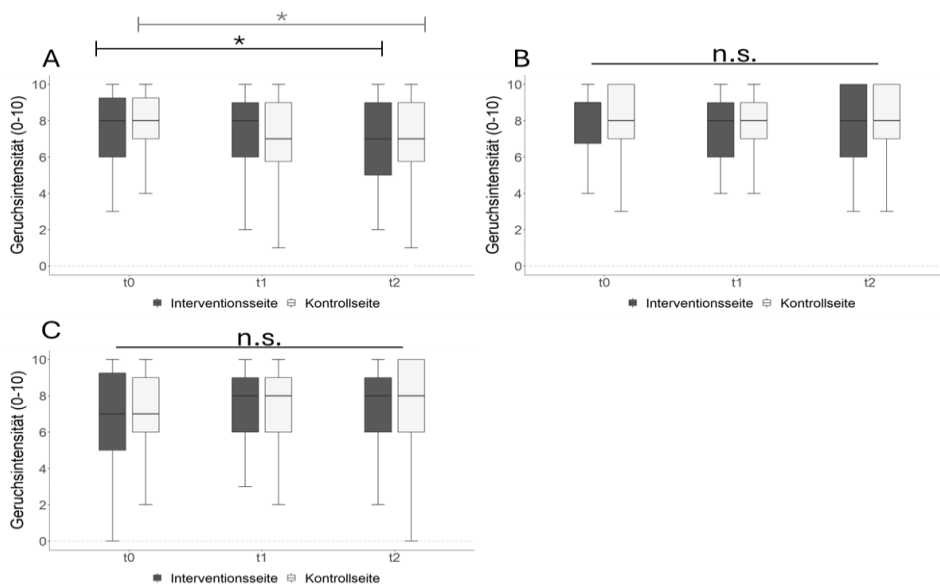 *
*
A
Geruchsintensität (0-10)
10
8
6
4
2
0
t0 t1 t2
Interventionsseite Kontrollseite
B
n.s.
Geruchsintensität (0-10)
10
8
6
4
2
0
t0 t1 t2
Interventionsseite Kontrollseite
C
n.s.
Geruchsintensität (0-10)
10
8
6
4
2
0
t0 t1 t2
Interventionsseite Kontrollseite